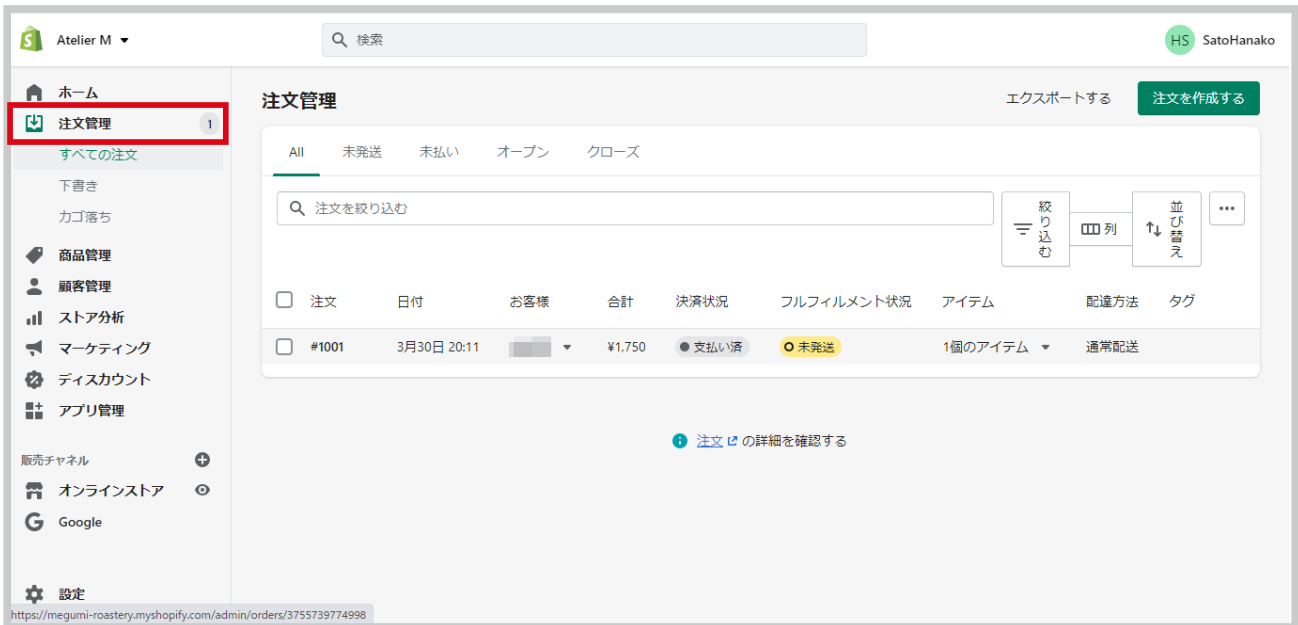 Atelier M
検索
HS SatoHanako
ホーム
注文管理 1
すべての注文
下書き
カゴ落ち
商品管理
顧客管理
ストア分析
マーケティング
ディスカウント
アプリ管理
販売チャネル
オンラインストア
Google
設定
注文管理 エクスポートする 注文を作成する
All 未発送 未払い オープン クローズ
注文を絞り込む 絞り込む 列 並び替え
注文 日付 お客様 合計 決済状況 フルフィルメント状況 アイテム 配達方法 タグ
#1001 3月30日 20:11 ¥1,750 支払い済 未発送 1個のアイテム 通常配送
注文 の詳細を確認する
https://megumi-roastery.myshopify.com/admin/orders/3755739774998